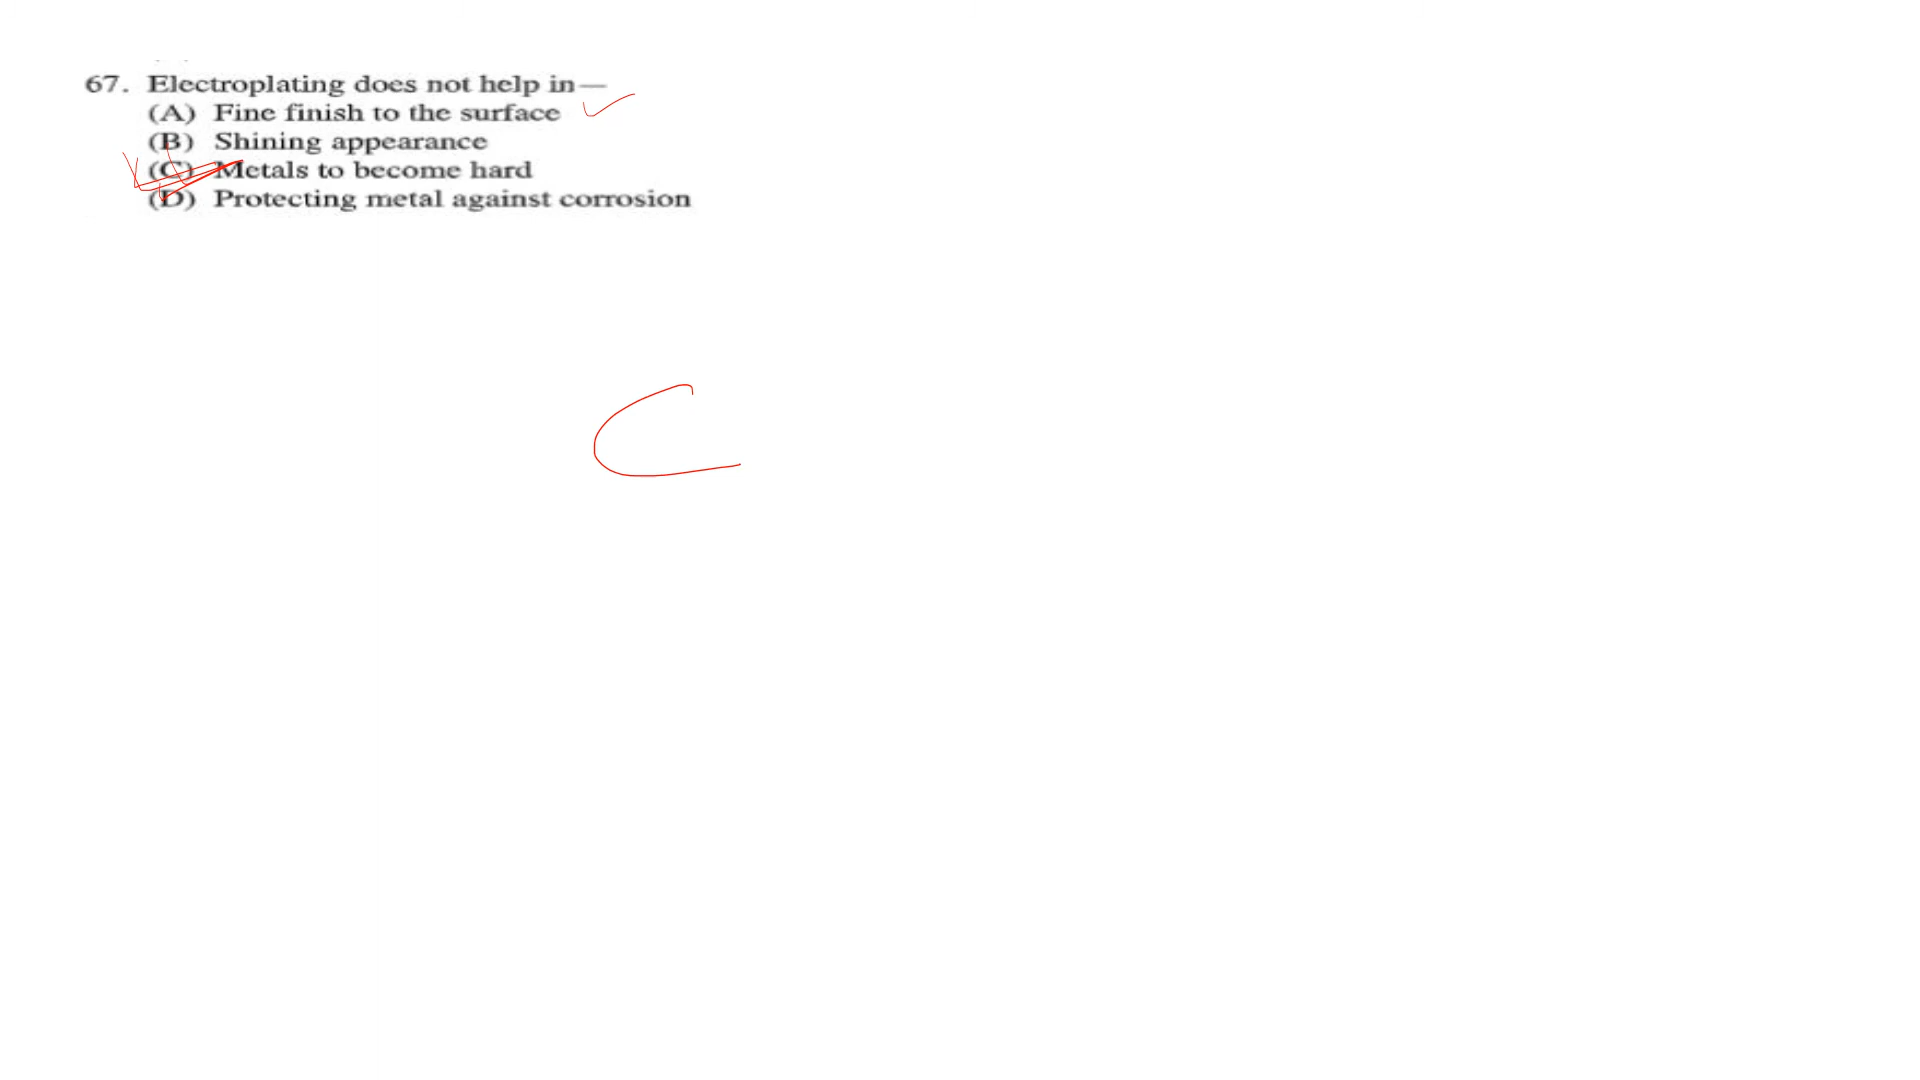 67. Electroplating does not help in—
(A) Fine finish to the surface
(B) Shining appearance
(C) Metals to become hard
(D) Protecting metal against corrosion
C